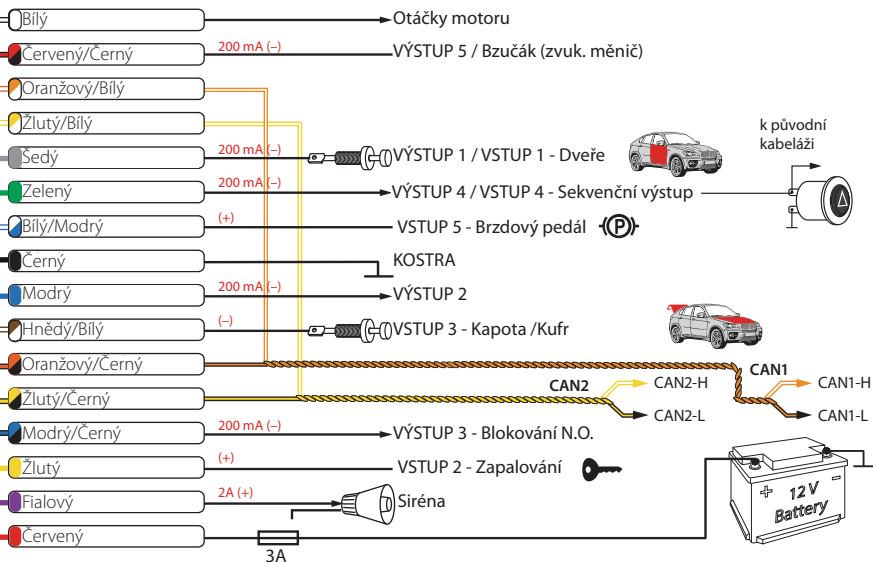 Bílý
Otáčky motoru
Červený/Černý
200 mA (–)
VÝSTUP 5 / Bzučák (zvuk. měnič)
Oranžový/Bílý
Žlutý/Bílý
k původní
kabeláži
Šedý
200 mA (–)
VÝSTUP 1 / VSTUP 1 - Dveře
Zelený
200 mA (–)
VÝSTUP 4 / VSTUP 4 - Sekvenční výstup
Bílý/Modrý
(+)
VSTUP 5 - Brzdový pedál
P
Černý
KOSTRA
Modrý
200 mA (–)
VÝSTUP 2
Hnědý/Bílý
(–)
VSTUP 3 - Kapota /Kufr
Oranžový/Černý
CAN1
CAN2
CAN2-H
CAN1-H
Žlutý/Černý
CAN2-L
CAN1-L
Modrý/Černý
200 mA (–)
VÝSTUP 3 - Blokování N.O.
Žlutý
(+)
VSTUP 2 - Zapalování
Fialový
2A (+)
Siréna
+ 12 V –
Battery
Červený
3A